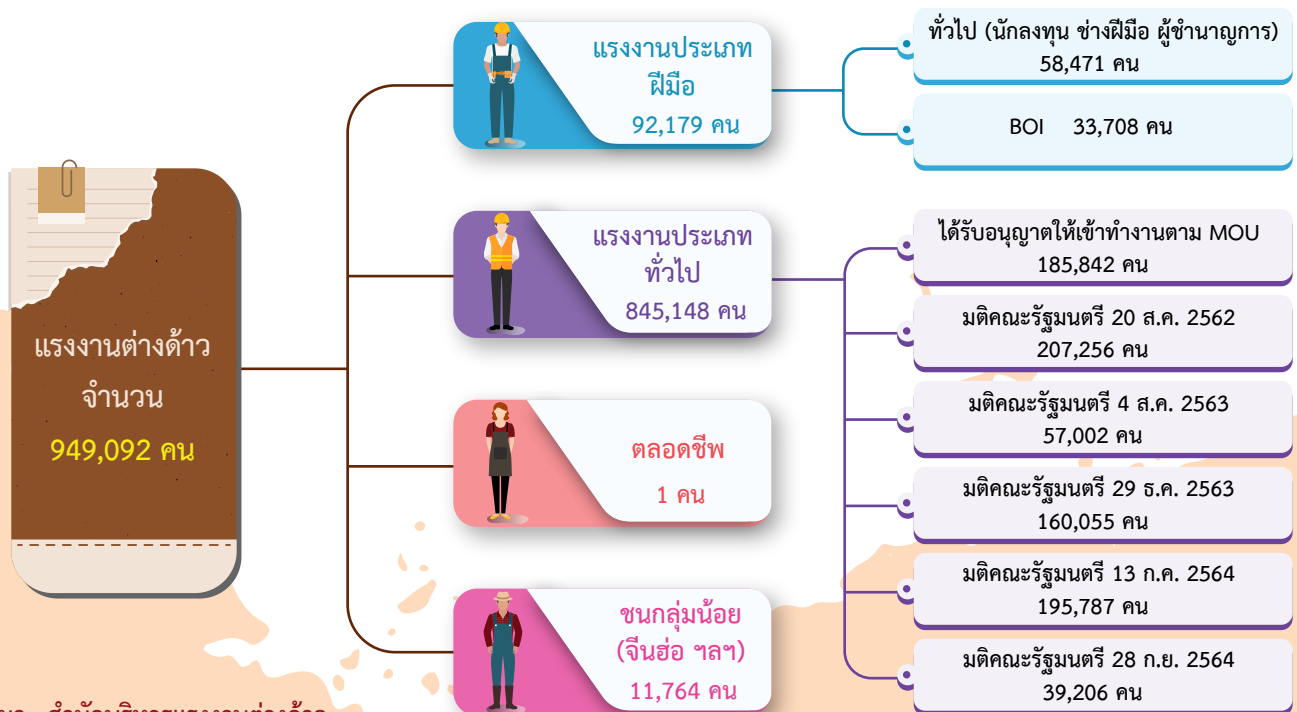 แรงงานต่างด้าว
จำนวน
949,092 คน
แรงงานประเภท
ฝีมือ
92,179 คน
ทั่วไป (นักลงทุน ช่างฝีมือ ผู้ชำนาญการ)
58,471 คน
BOI 33,708 คน
แรงงานประเภท
ทั่วไป
845,148 คน
ได้รับอนุญาตให้เข้าทำงานตาม MOU
185,842 คน
มติคณะรัฐมนตรี 20 ส.ค. 2562
207,256 คน
มติคณะรัฐมนตรี 4 ส.ค. 2563
57,002 คน
มติคณะรัฐมนตรี 29 ธ.ค. 2563
160,055 คน
มติคณะรัฐมนตรี 13 ก.ค. 2564
195,787 คน
มติคณะรัฐมนตรี 28 ก.ย. 2564
39,206 คน
ตลอดชีพ
1 คน
ชนกลุ่มน้อย
(จีนฮ่อ ฯลฯ)
11,764 คน